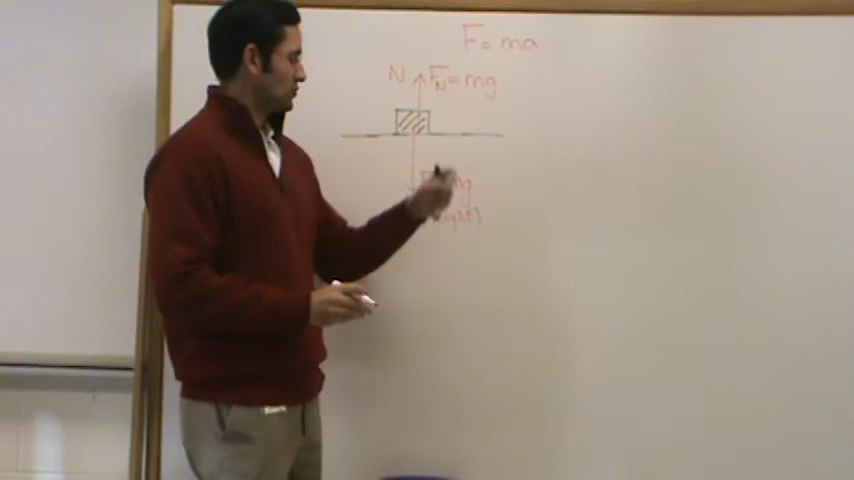 F = ma
N F_N = mg
mg